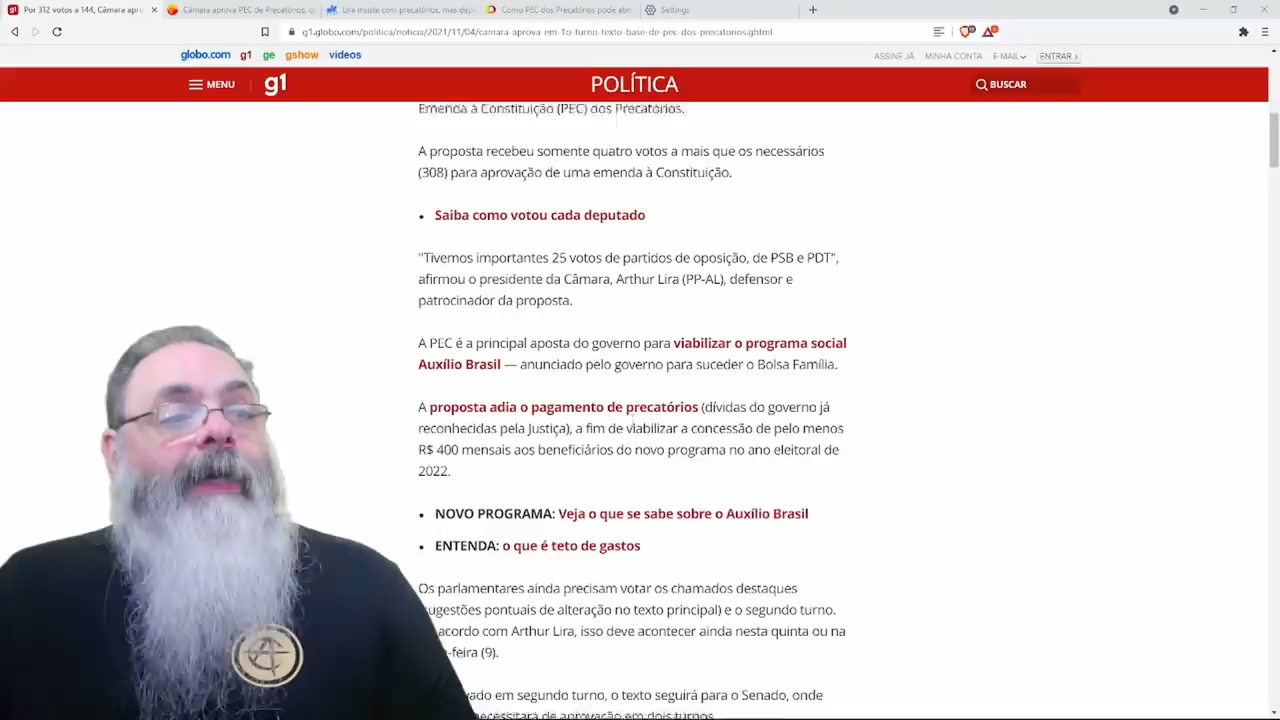 Por 312 votos a 144, Câmara apro
Câmara aprova PEC de Precatórios, o
Lira insiste com precatórios, mas dep
Como PEC dos Precatórios pode abri
Settings
g1.globo.com/politica/noticia/2021/11/04/camara-aprova-em-1o-turno-texto-base-de-pec-dos-precatorios.ghtml
globo.com g1 ge gshow vídeos
ASSINE JÁ MINHA CONTA E-MAIL ENTRAR ›
MENU g1 POLÍTICA BUSCAR
Emenda à Constituição (PEC) dos Precatórios.
A proposta recebeu somente quatro votos a mais que os necessários
(308) para aprovação de uma emenda à Constituição.
• Saiba como votou cada deputado
"Tivemos importantes 25 votos de partidos de oposição, de PSB e PDT",
afirmou o presidente da Câmara, Arthur Lira (PP-AL), defensor e
patrocinador da proposta.
A PEC é a principal aposta do governo para viabilizar o programa social
Auxílio Brasil — anunciado pelo governo para suceder o Bolsa Família.
A proposta adia o pagamento de precatórios (dívidas do governo já
reconhecidas pela Justiça), a fim de viabilizar a concessão de pelo menos
R$ 400 mensais aos beneficiários do novo programa no ano eleitoral de
2022.
• NOVO PROGRAMA: Veja o que se sabe sobre o Auxílio Brasil
• ENTENDA: o que é teto de gastos
Os parlamentares ainda precisam votar os chamados destaques
ugestões pontuais de alteração no texto principal) e o segundo turno.
acordo com Arthur Lira, isso deve acontecer ainda nesta quinta ou na
-feira (9).
vado em segundo turno, o texto seguirá para o Senado, onde
necessitará de aprovação em dois turnos.